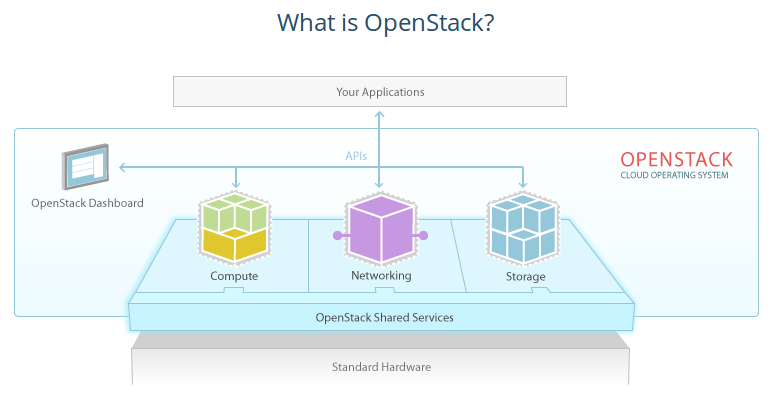 What is OpenStack?
Your Applications
APIs
OPENSTACK
CLOUD OPERATING SYSTEM
OpenStack Dashboard
Compute
Networking
Storage
OpenStack Shared Services
Standard Hardware